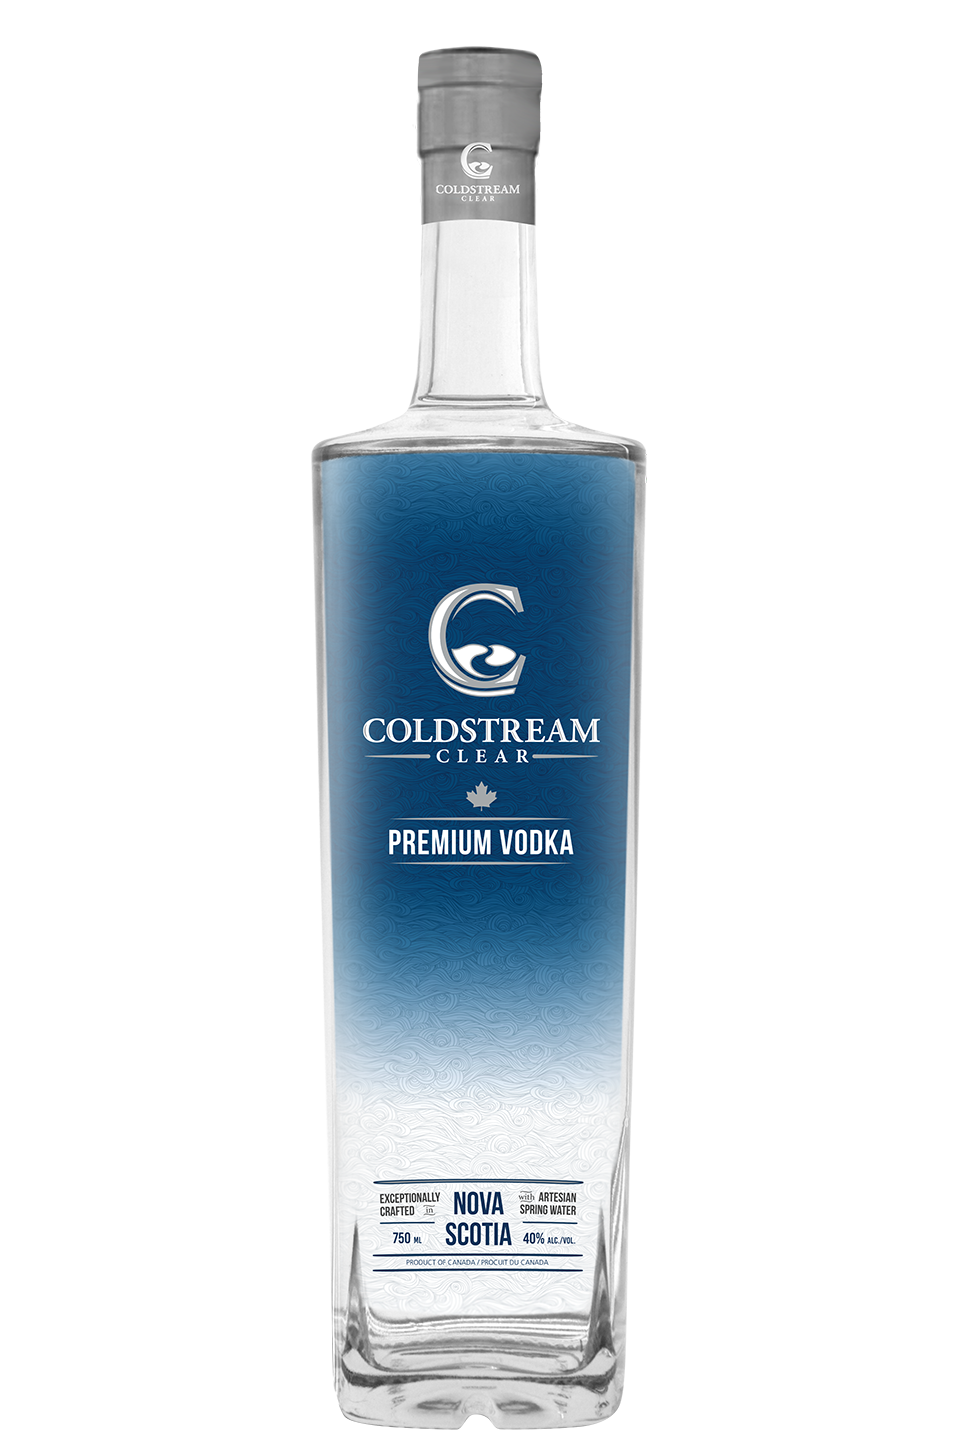 C
COLDSTREAM
CLEAR
C
COLDSTREAM
CLEAR
PREMIUM VODKA
EXCEPTIONALLY
CRAFTED in
NOVA
SCOTIA
with ARTESIAN
SPRING WATER
750 ML
40% ALC./VOL.
PRODUCT OF CANADA / PROCUIT DU CANADA